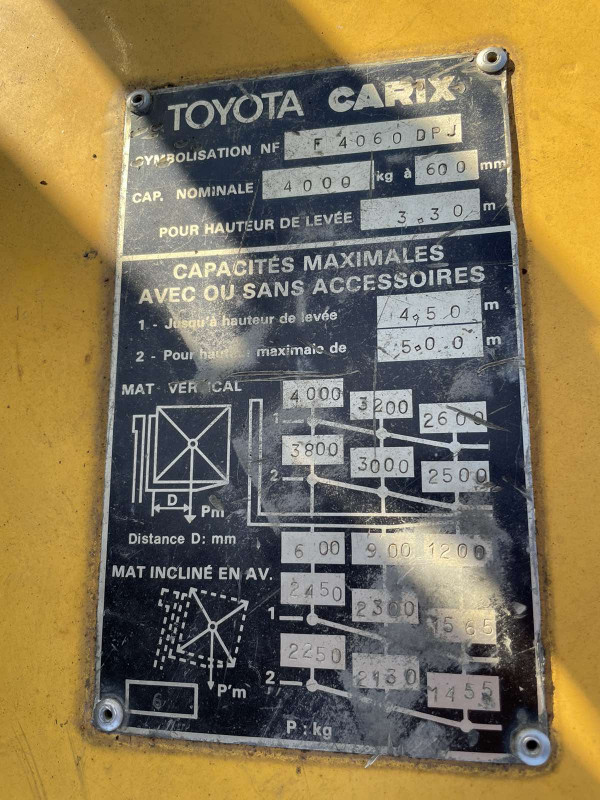 TOYOTA CARIX
SYMBOLISATION NF F 4060 DPJ
CAP. NOMINALE 4000 kg à 600 mm
POUR HAUTEUR DE LEVÉE 3.30 m
CAPACITÉS MAXIMALES
AVEC OU SANS ACCESSOIRES
1 - Jusqu'à hauteur de levée 4,50 m
2 - Pour hauteur maximale de 5.00 m
MAT VERTICAL
4000 3200 2600
1
3800 3000 2500
2
D
Pm
Distance D: mm
600 900 1200
MAT INCLINÉ EN AV.
2450 2300 1565
1
2250 2130 1455
2
P'm
6
P : kg